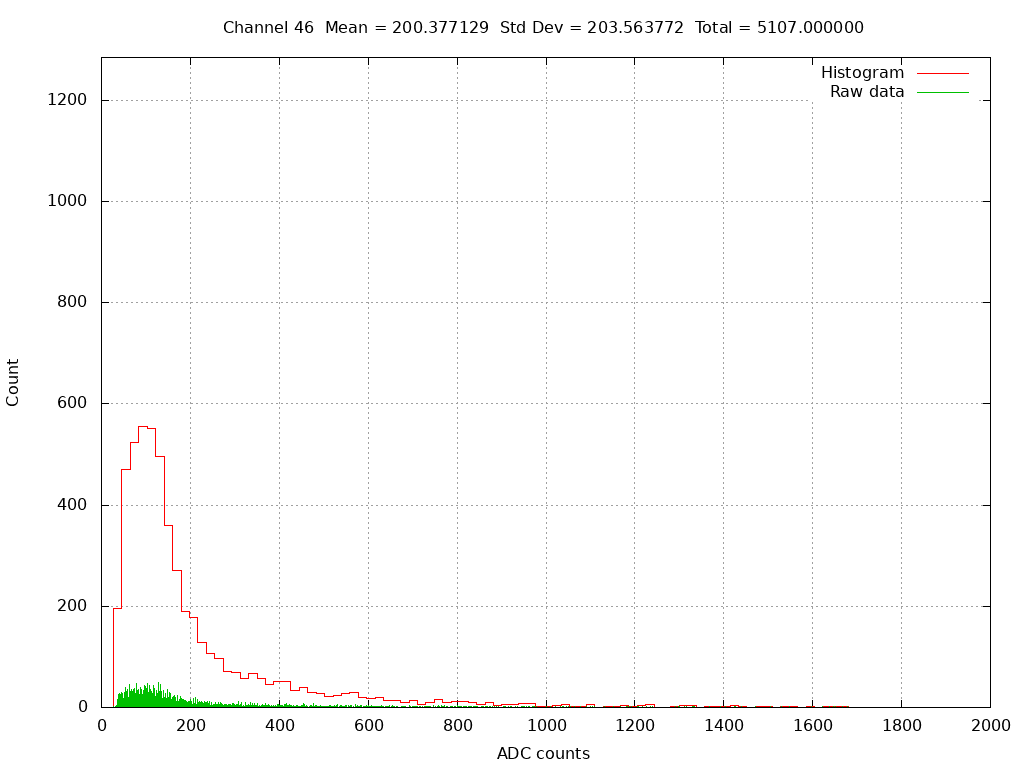 Channel 46  Mean = 200.377129  Std Dev = 203.563772  Total = 5107.000000
Histogram
Raw data
1200
1000
800
600
400
200
0
Count
0 200 400 600 800 1000 1200 1400 1600 1800 2000
ADC counts